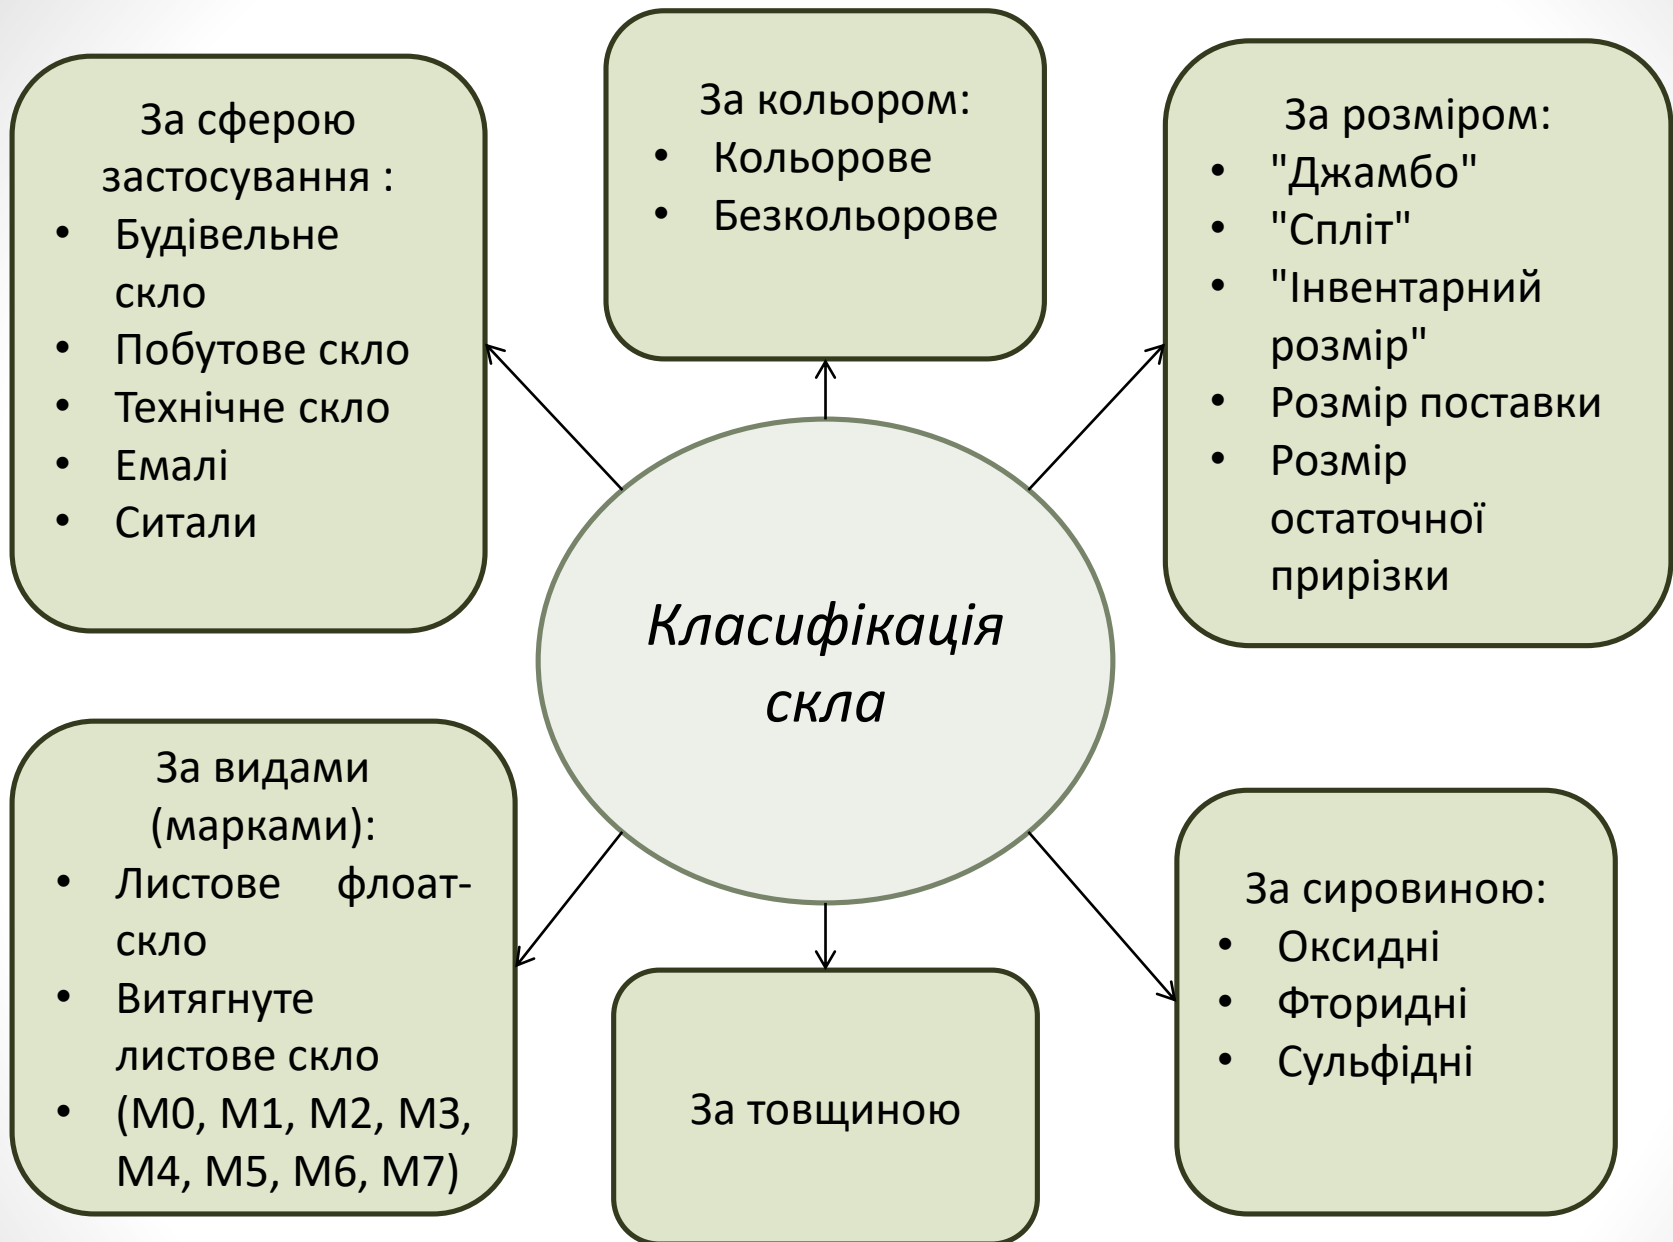 За сферою
застосування :
• Будівельне
скло
• Побутове скло
• Технічне скло
• Емалі
• Ситали
За кольором:
• Кольорове
• Безкольорове
За розміром:
• "Джамбо"
• "Спліт"
• "Інвентарний
розмір"
• Розмір поставки
• Розмір
остаточної
прирізки
Класифікація
скла
За видами
(марками):
• Листове флоат-
скло
• Витягнуте
листове скло
• (М0, М1, М2, М3,
М4, М5, М6, М7)
За товщиною
За сировиною:
• Оксидні
• Фторидні
• Сульфідні